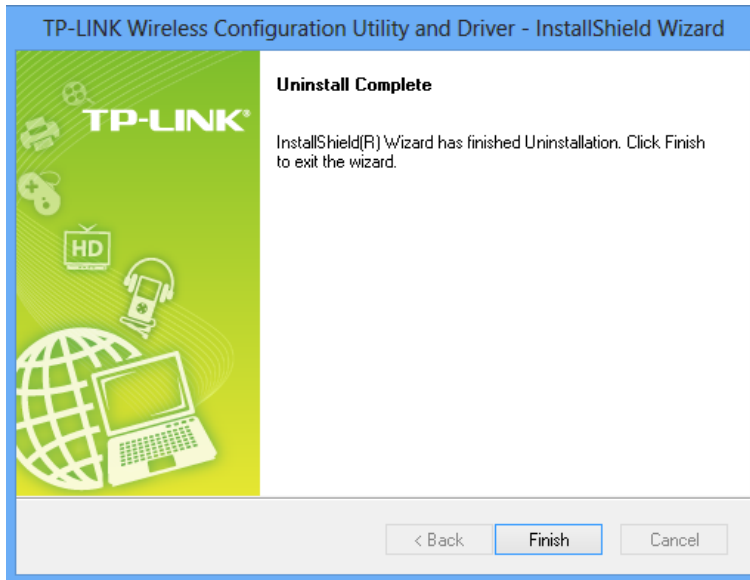 TP-LINK Wireless Configuration Utility and Driver - InstallShield Wizard
TP-LINK®
HD
Uninstall Complete
InstallShield(R) Wizard has finished Uninstallation. Click Finish
to exit the wizard.
< Back
Finish
Cancel